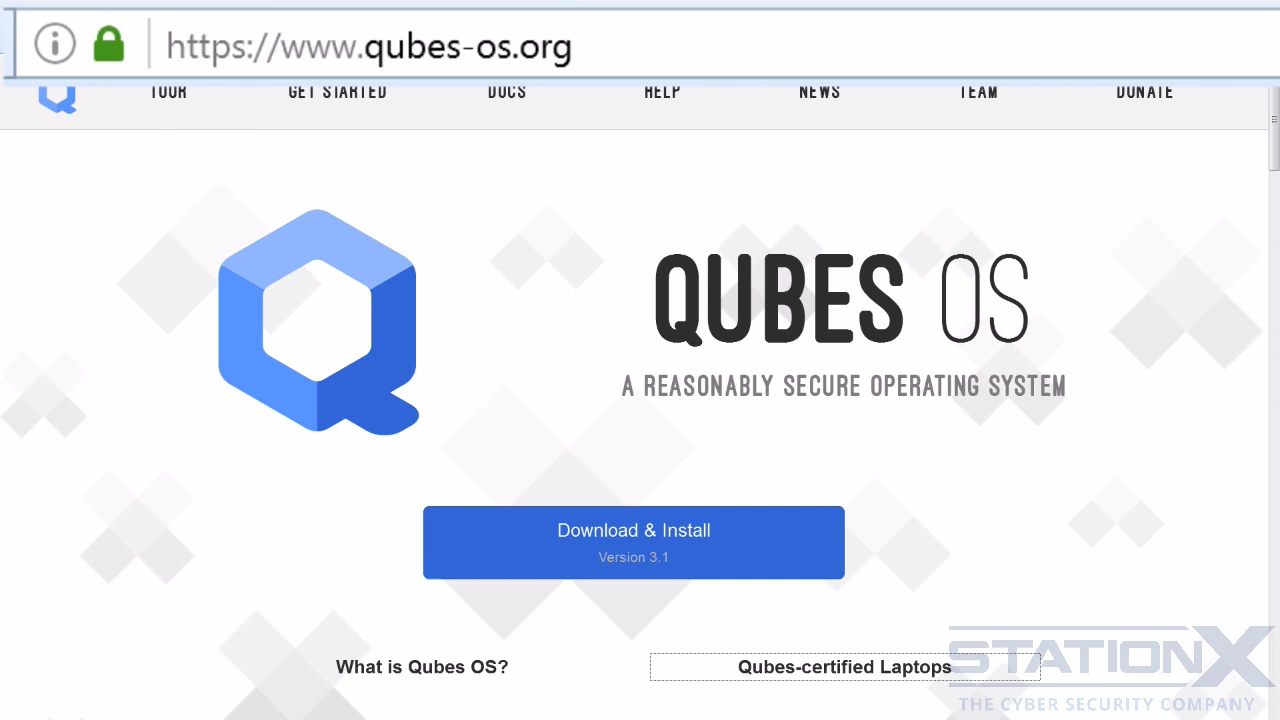 https://www.qubes-os.org
TOUR GET STARTED DOCS HELP NEWS TEAM DONATE
QUBES OS
A REASONABLY SECURE OPERATING SYSTEM
Download & Install
Version 3.1
What is Qubes OS? Qubes-certified Laptops
STATIONX
THE CYBER SECURITY COMPANY